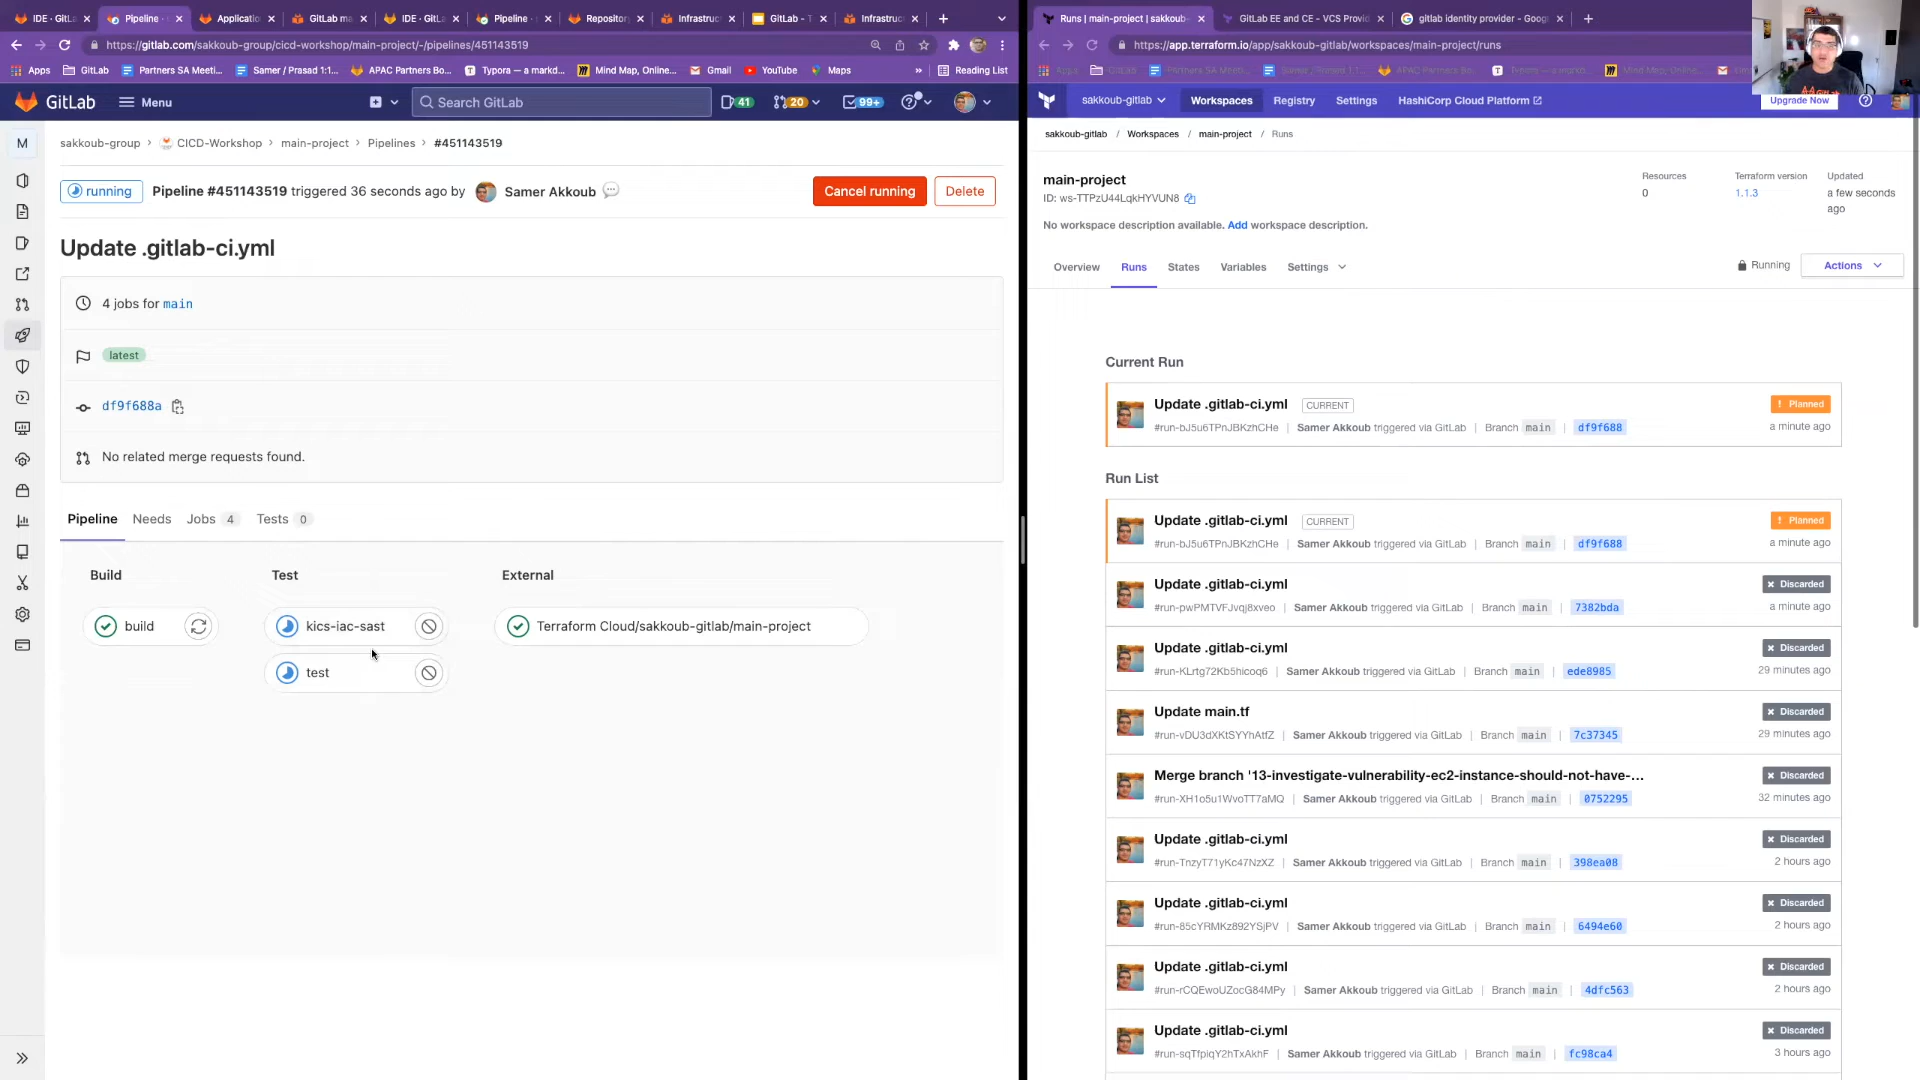 IDE · GitLa
Pipeline ·
Applicatio
GitLab ma
IDE · GitLa
Pipeline ·
Repository
Infrastruc
GitLab - T
Infrastruc
https://gitlab.com/sakkoub-group/cicd-workshop/main-project/-/pipelines/451143519
Apps
GitLab
Partners SA Meeti...
Samer / Prasad 1:1...
APAC Partners Bo...
Typora — a markd...
Mind Map, Online...
Gmail
YouTube
Maps
»
Reading List
GitLab
Menu
Search GitLab
41
20
99+
M
sakkoub-group › CICD-Workshop › main-project › Pipelines › #451143519
running
Pipeline #451143519 triggered 36 seconds ago by Samer Akkoub
Cancel running
Delete
Update .gitlab-ci.yml
4 jobs for main
latest
df9f688a
No related merge requests found.
Pipeline
Needs
Jobs 4
Tests 0
Build
Test
External
build
kics-iac-sast
test
Terraform Cloud/sakkoub-gitlab/main-project
Runs | main-project | sakkoub-
GitLab EE and CE - VCS Provid
gitlab identity provider - Goog
https://app.terraform.io/app/sakkoub-gitlab/workspaces/main-project/runs
sakkoub-gitlab
Workspaces
Registry
Settings
HashiCorp Cloud Platform
Upgrade Now
sakkoub-gitlab / Workspaces / main-project / Runs
main-project
ID: ws-TTPzU44LqkHYVUN8
No workspace description available. Add workspace description.
Resources
0
Terraform version
1.1.3
Updated
a few seconds
ago
Overview
Runs
States
Variables
Settings
Running
Actions
Current Run
Update .gitlab-ci.yml CURRENT
! Planned
#run-bJ5u6TPnJBKzhCHe | Samer Akkoub triggered via GitLab | Branch main | df9f688
a minute ago
Run List
Update .gitlab-ci.yml CURRENT
! Planned
#run-bJ5u6TPnJBKzhCHe | Samer Akkoub triggered via GitLab | Branch main | df9f688
a minute ago
Update .gitlab-ci.yml
Discarded
#run-pwPMTVFJvqj8xveo | Samer Akkoub triggered via GitLab | Branch main | 7382bda
a minute ago
Update .gitlab-ci.yml
Discarded
#run-KLrtg72Kb5hicoq6 | Samer Akkoub triggered via GitLab | Branch main | ede8985
29 minutes ago
Update main.tf
Discarded
#run-vDU3dXKtSYYhAtfZ | Samer Akkoub triggered via GitLab | Branch main | 7c37345
29 minutes ago
Merge branch '13-investigate-vulnerability-ec2-instance-should-not-have-...
Discarded
#run-XH1o5u1WvoTT7aMQ | Samer Akkoub triggered via GitLab | Branch main | 0752295
32 minutes ago
Update .gitlab-ci.yml
Discarded
#run-TnzyT71yKc47NzXZ | Samer Akkoub triggered via GitLab | Branch main | 398ea08
2 hours ago
Update .gitlab-ci.yml
Discarded
#run-85cYRMKz892YSjPV | Samer Akkoub triggered via GitLab | Branch main | 6494e60
2 hours ago
Update .gitlab-ci.yml
Discarded
#run-rCQEwoUZocG84MPy | Samer Akkoub triggered via GitLab | Branch main | 4dfc563
2 hours ago
Update .gitlab-ci.yml
Discarded
#run-sqTfpiqY2hTxAkhF | Samer Akkoub triggered via GitLab | Branch main | fc98ca4
3 hours ago